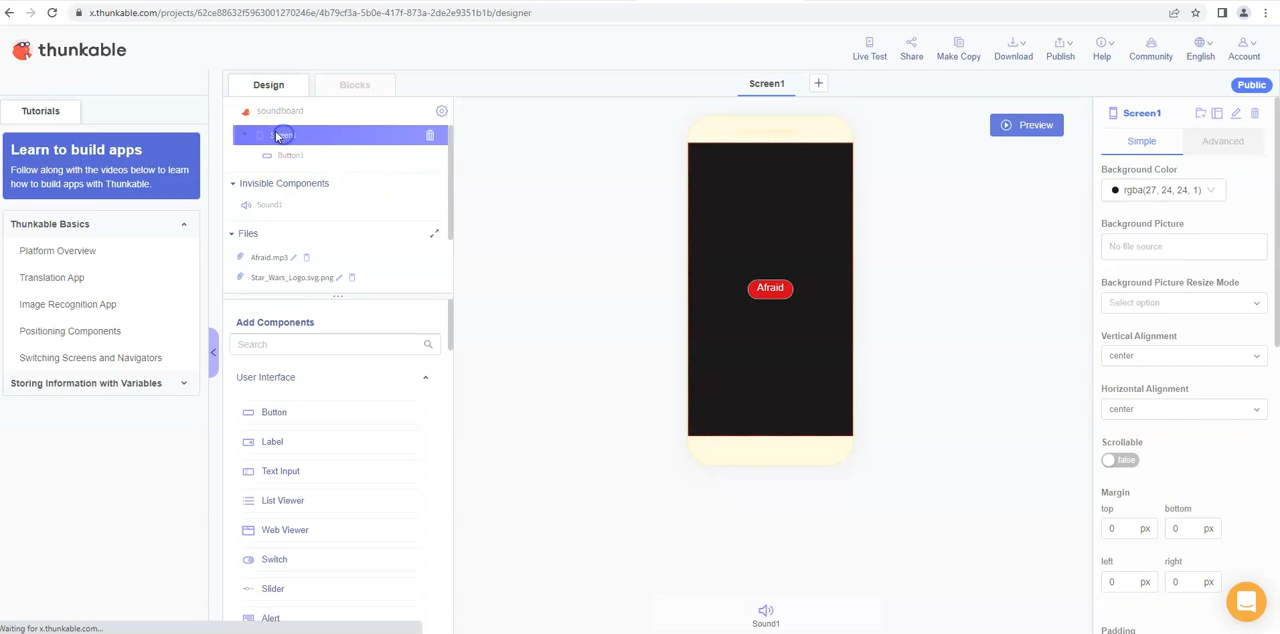 x.thunkable.com/projects/62ce88632f5963001270246e/4b79cf3a-5b0e-417f-873a-2de2e9351b1b/designer
thunkable
Live Test
Share
Make Copy
Download
Publish
Help
Community
English
Account
Design
Blocks
Screen1
+
Public
Tutorials
Learn to build apps
Follow along with the videos below to learn
how to build apps with Thunkable.
Thunkable Basics
Platform Overview
Translation App
Image Recognition App
Positioning Components
Switching Screens and Navigators
Storing Information with Variables
soundboard
Screen1
Button1
Invisible Components
Sound1
Files
Afraid.mp3
Star_Wars_Logo.svg.png
Add Components
Search
User Interface
Button
Label
Text Input
List Viewer
Web Viewer
Switch
Slider
Alert
Preview
Afraid
Sound1
Screen1
Simple
Advanced
Background Color
rgba(27, 24, 24, 1)
Background Picture
No file source
Background Picture Resize Mode
Select option
Vertical Alignment
center
Horizontal Alignment
center
Scrollable
false
Margin
top bottom
0 px 0 px
left right
0 px 0 px
Padding
Waiting for x.thunkable.com...